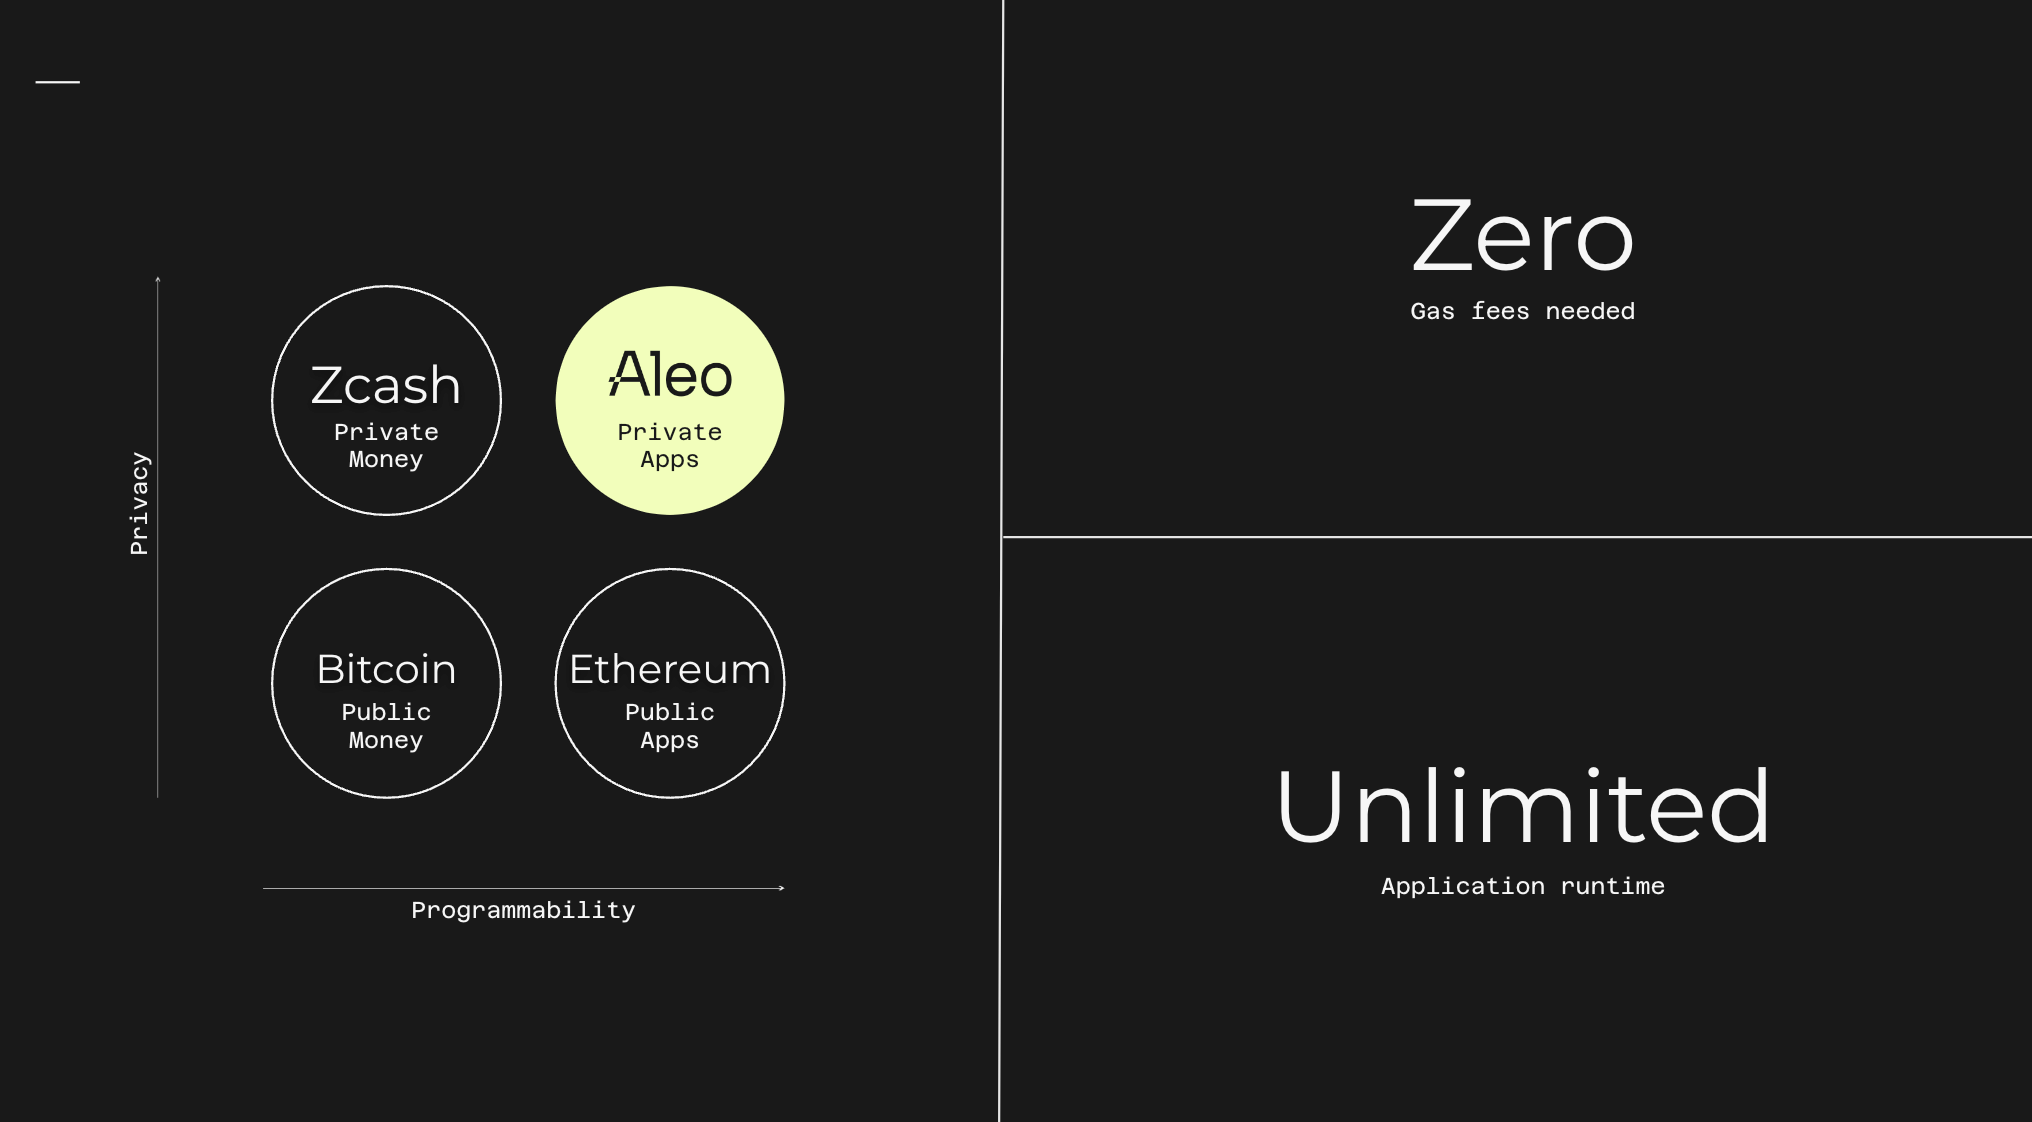 Privacy
Zcash
Private
Money
Aleo
Private
Apps
Bitcoin
Public
Money
Ethereum
Public
Apps
Programmability
Zero
Gas fees needed
Unlimited
Application runtime